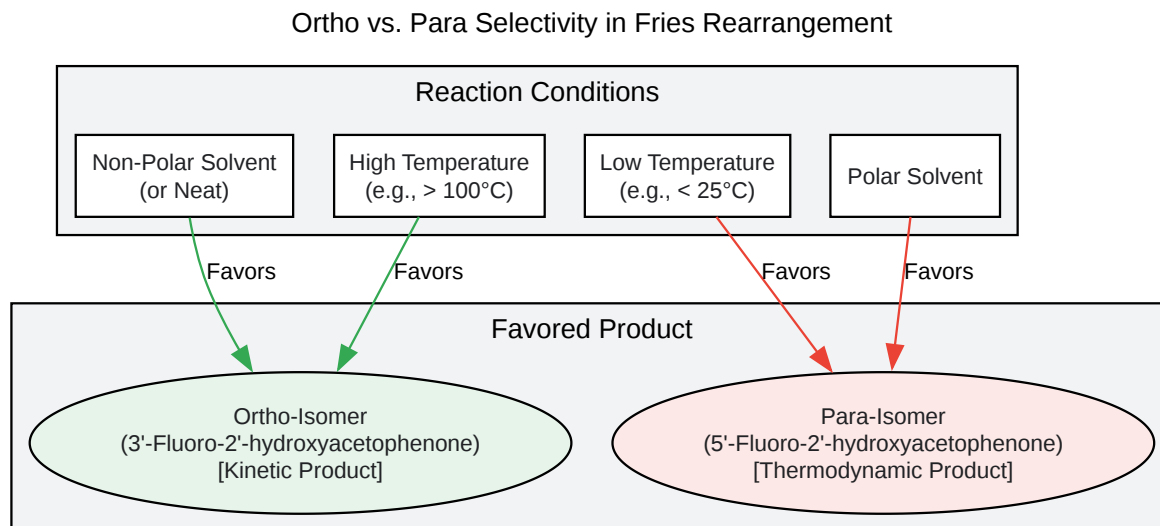 Ortho vs. Para Selectivity in Fries Rearrangement
Reaction Conditions
Non-Polar Solvent
(or Neat)
High Temperature
(e.g., > 100°C)
Low Temperature
(e.g., < 25°C)
Polar Solvent
Favors
Favors
Favors
Favors
Favored Product
Ortho-Isomer
(3'-Fluoro-2'-hydroxyacetophenone)
[Kinetic Product]
Para-Isomer
(5'-Fluoro-2'-hydroxyacetophenone)
[Thermodynamic Product]